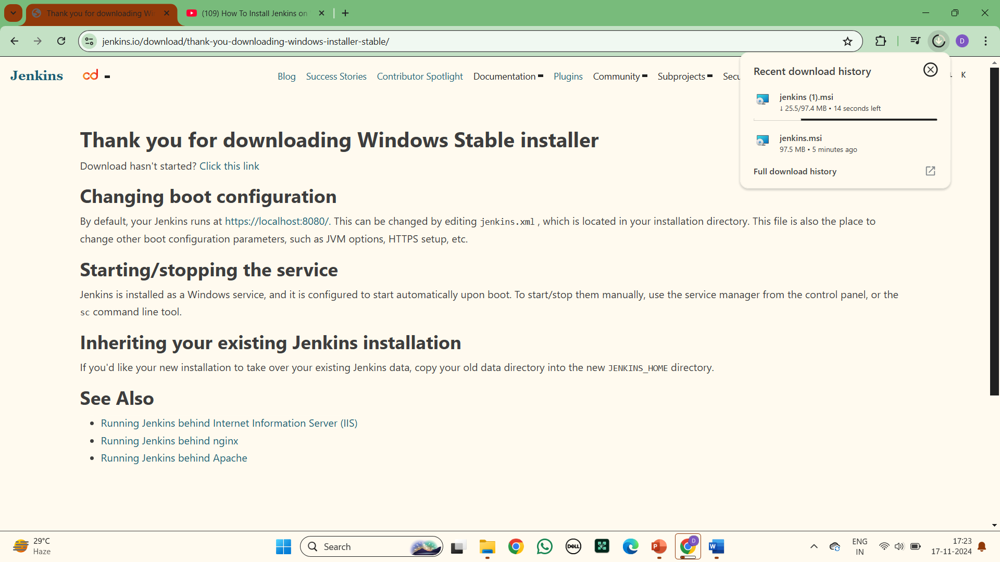 Thank you for downloading Wi
(109) How To Install Jenkins on
jenkins.io/download/thank-you-downloading-windows-installer-stable/
D
Jenkins
cd
Blog
Success Stories
Contributor Spotlight
Documentation
Plugins
Community
Subprojects
Secu
K
Recent download history
jenkins (1).msi
↓ 25.5/97.4 MB • 14 seconds left
jenkins.msi
97.5 MB • 5 minutes ago
Full download history
Thank you for downloading Windows Stable installer
Download hasn't started? Click this link
Changing boot configuration
By default, your Jenkins runs at https://localhost:8080/. This can be changed by editing jenkins.xml , which is located in your installation directory. This file is also the place to
change other boot configuration parameters, such as JVM options, HTTPS setup, etc.
Starting/stopping the service
Jenkins is installed as a Windows service, and it is configured to start automatically upon boot. To start/stop them manually, use the service manager from the control panel, or the
sc command line tool.
Inheriting your existing Jenkins installation
If you'd like your new installation to take over your existing Jenkins data, copy your old data directory into the new JENKINS_HOME directory.
See Also
• Running Jenkins behind Internet Information Server (IIS)
• Running Jenkins behind nginx
• Running Jenkins behind Apache
29°C
Haze
Search
DELL
P
D
W
ENG
IN
17:23
17-11-2024